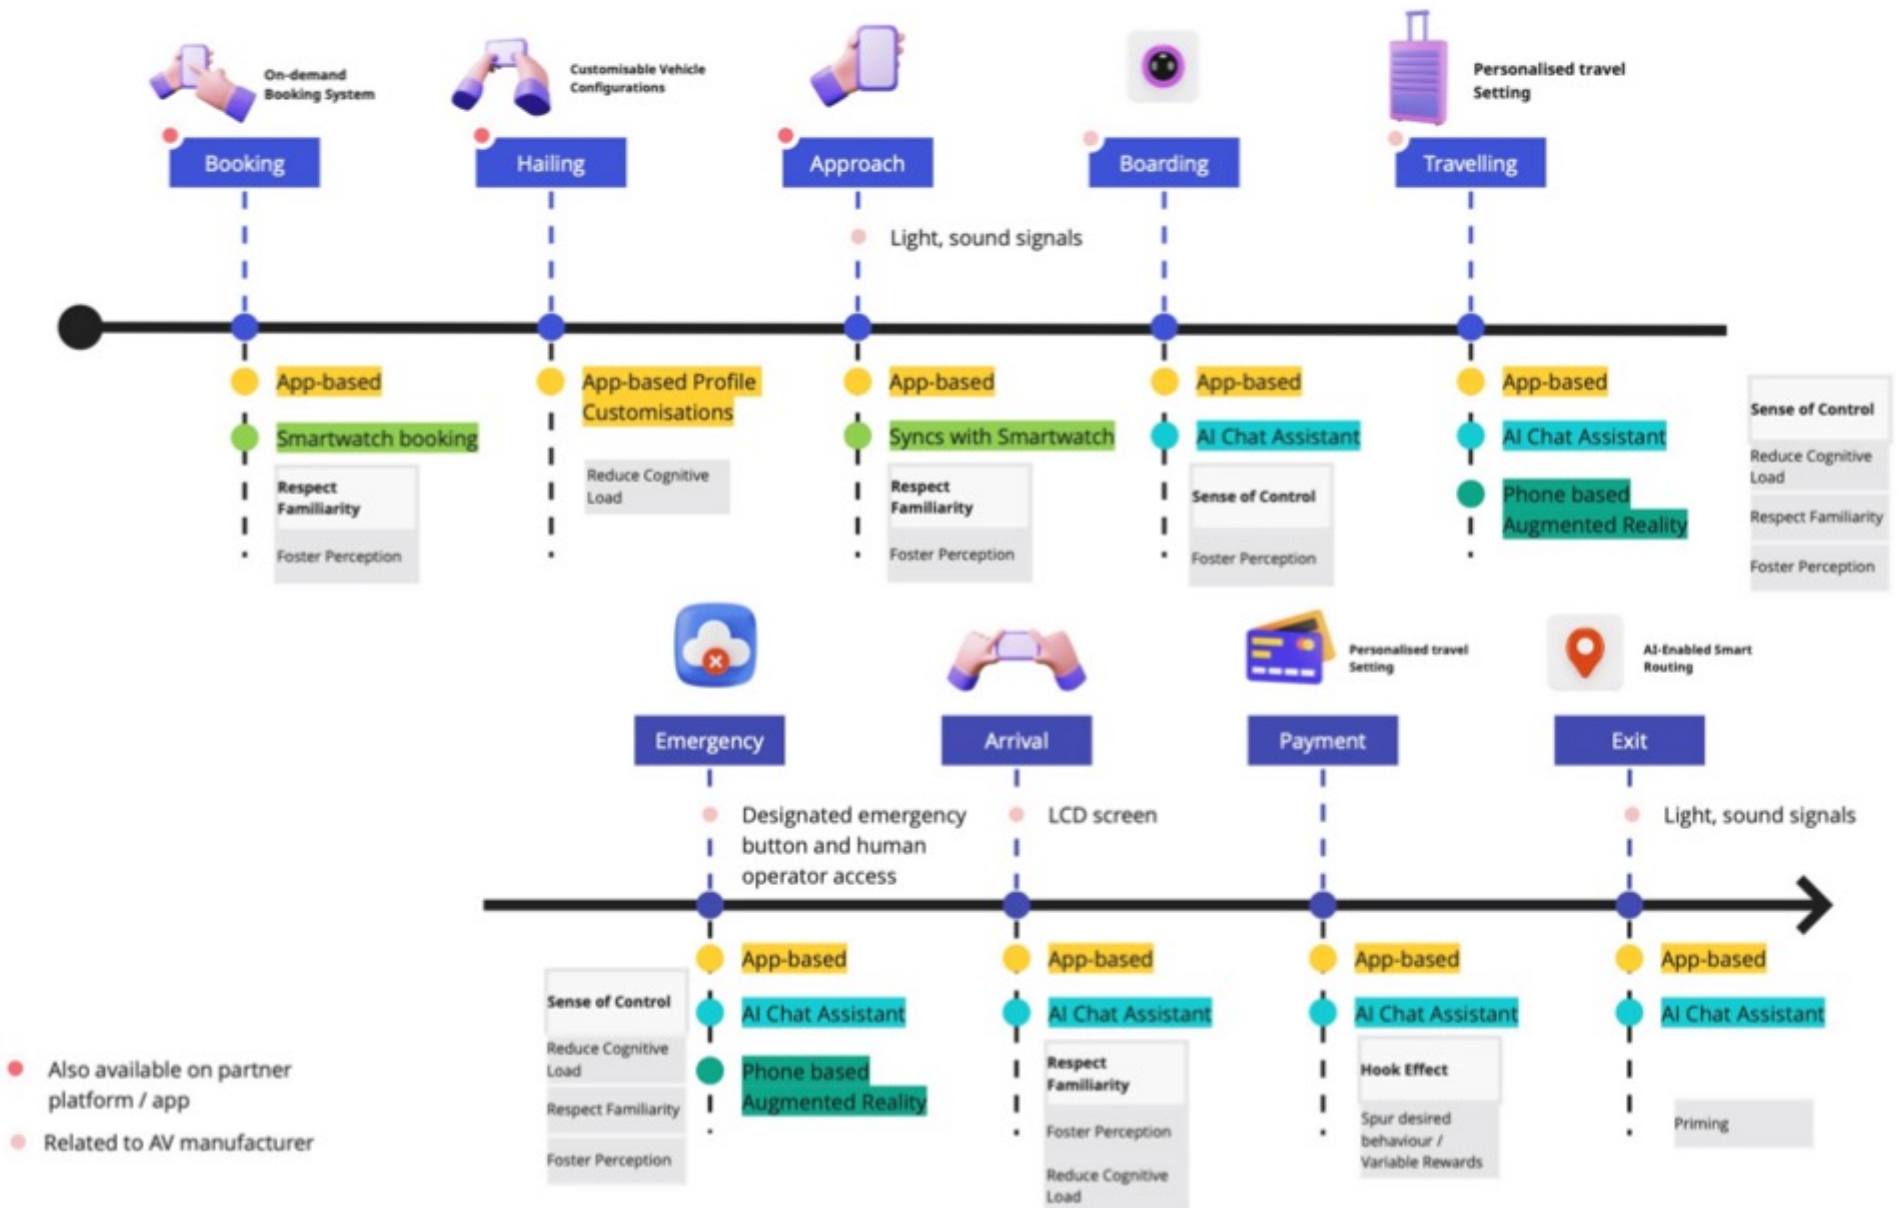 On-demand
Booking System
Customisable Vehicle
Configurations
Personalised travel
Setting
Booking
Hailing
Approach
Boarding
Travelling
Light, sound signals
App-based
Smartwatch booking
Respect
Familiarity
Foster Perception
App-based Profile
Customisations
Reduce Cognitive
Load
App-based
Syncs with Smartwatch
Respect
Familiarity
Foster Perception
App-based
AI Chat Assistant
Sense of Control
Foster Perception
App-based
AI Chat Assistant
Phone based
Augmented Reality
Sense of Control
Reduce Cognitive
Load
Respect Familiarity
Foster Perception
Personalised travel
Setting
AI-Enabled Smart
Routing
Emergency
Arrival
Payment
Exit
Designated emergency
button and human
operator access
LCD screen
Light, sound signals
Sense of Control
Reduce Cognitive
Load
Respect Familiarity
Foster Perception
App-based
AI Chat Assistant
Phone based
Augmented Reality
App-based
AI Chat Assistant
Respect
Familiarity
Foster Perception
Reduce Cognitive
Load
App-based
AI Chat Assistant
Hook Effect
Spur desired
behaviour /
Variable Rewards
App-based
AI Chat Assistant
Priming
Also available on partner
platform / app
Related to AV manufacturer